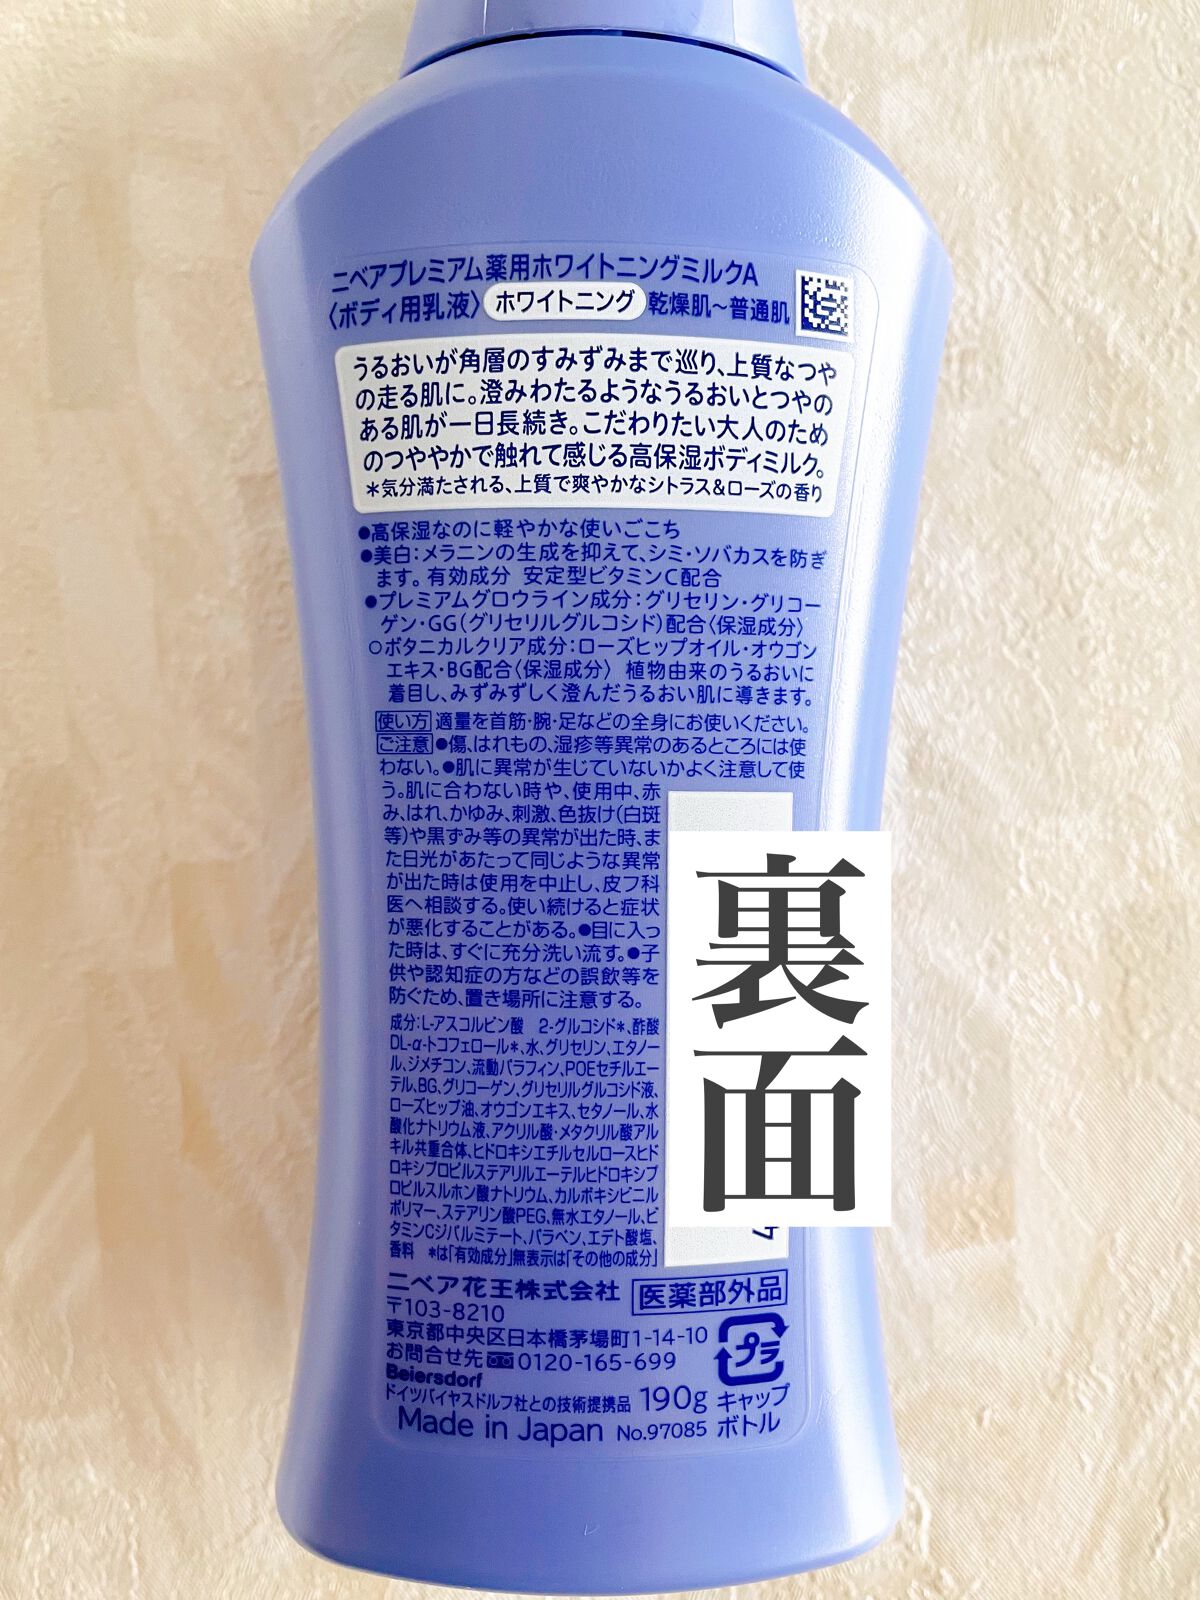 ニベアプレミアム薬用ホワイトニングミルクA
〈ボディ用乳液〉 ホワイトニング 乾燥肌～普通肌
うるおいが角層のすみずみまで巡り、上質なつや
の走る肌に。澄みわたるようなうるおいとつやの
ある肌が一日長続き。こだわりたい大人のため
のつややかで触れて感じる高保湿ボディミルク。
＊気分満たされる、上質で爽やかなシトラス&ローズの香り
●高保湿なのに軽やかな使いごこち
●美白：メラニンの生成を抑えて、シミ・ソバカスを防ぎ
ます。有効成分 安定型ビタミンC配合
●プレミアムグロウライン成分：グリセリン・グリコー
ゲン・GG（グリセリルグルコシド）配合〈保湿成分〉
○ボタニカルクリア成分：ローズヒップオイル・オウゴン
エキス・BG配合〈保湿成分〉 植物由来のうるおいに
着目し、みずみずしく澄んだうるおい肌に導きます。
使い方 適量を首筋・腕・足などの全身にお使いください。
ご注意 ●傷、はれもの、湿疹等異常のあるところには使
わない。●肌に異常が生じていないかよく注意して使
う。肌に合わない時や、使用中、赤
み、はれ、かゆみ、刺激、色抜け（白斑
等）や黒ずみ等の異常が出た時、ま
た日光があたって同じような異常
が出た時は使用を中止し、皮フ科
医へ相談する。使い続けると症状
が悪化することがある。●目に入っ
た時は、すぐに充分洗い流す。●子
供や認知症の方などの誤飲等を
防ぐため、置き場所に注意する。
成分：L-アスコルビン酸 2-グルコシド＊、酢酸
DL-α-トコフェロール＊、水、グリセリン、エタノー
ル、ジメチコン、流動パラフィン、POEセチルエー
テル、BG、グリコーゲン、グリセリルグルコシド液、
ローズヒップ油、オウゴンエキス、セタノール、水
酸化ナトリウム液、アクリル酸・メタクリル酸アル
キル共重合体、ヒドロキシエチルセルロースヒド
ロキシプロピルステアリルエーテルヒドロキシプ
ロピルスルホン酸ナトリウム、カルボキシビニル
ポリマー、ステアリン酸PEG、無水エタノール、ビ
タミンCジパルミテート、パラベン、エデト酸塩、
香料 ＊は「有効成分」無表示は「その他の成分」
裏面
ニベア花王株式会社 医薬部外品
〒103-8210
東京都中央区日本橋茅場町1-14-10
お問合せ先 0120-165-699
プラ
Beiersdorf
ドイツバイヤスドルフ社との技術提携品 190g キャップ
Made in Japan No.97085 ボトル